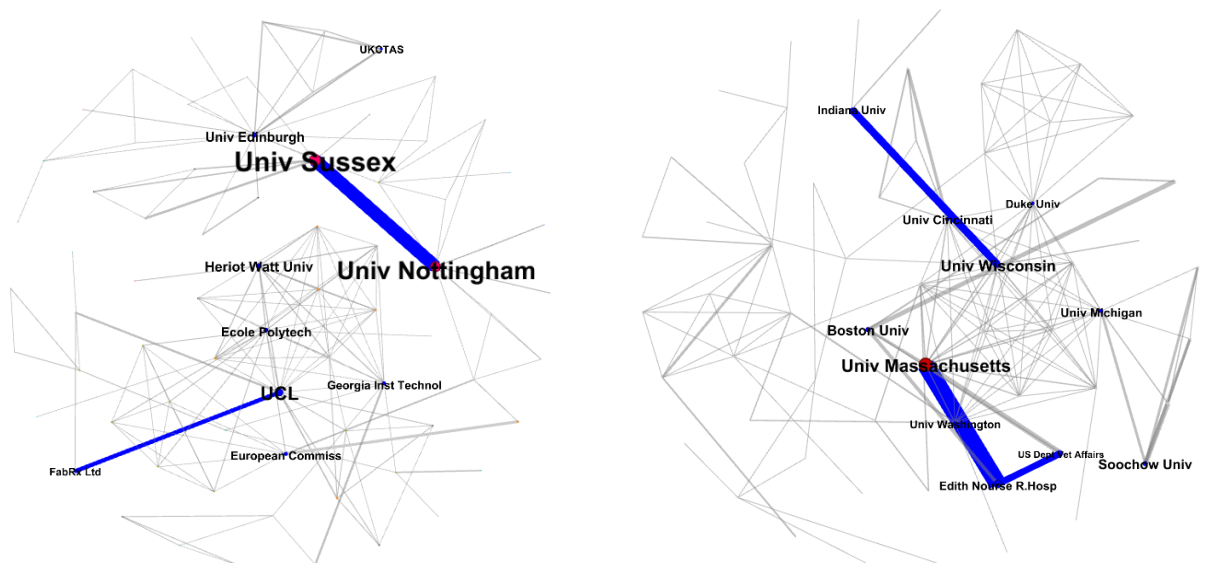 UKOTAS
Univ Edinburgh
Univ Sussex
Heriot Watt Univ
Univ Nottingham
Ecole Polytech
UCL
Georgia Inst Technol
European Commiss
FabRx Ltd
Indiana Univ
Duke Univ
Univ Cincinnati
Univ Wisconsin
Univ Michigan
Boston Univ
Univ Massachusetts
Univ Washington
US Dept Vet Affairs
Soochow Univ
Edith Nourse R.Hosp